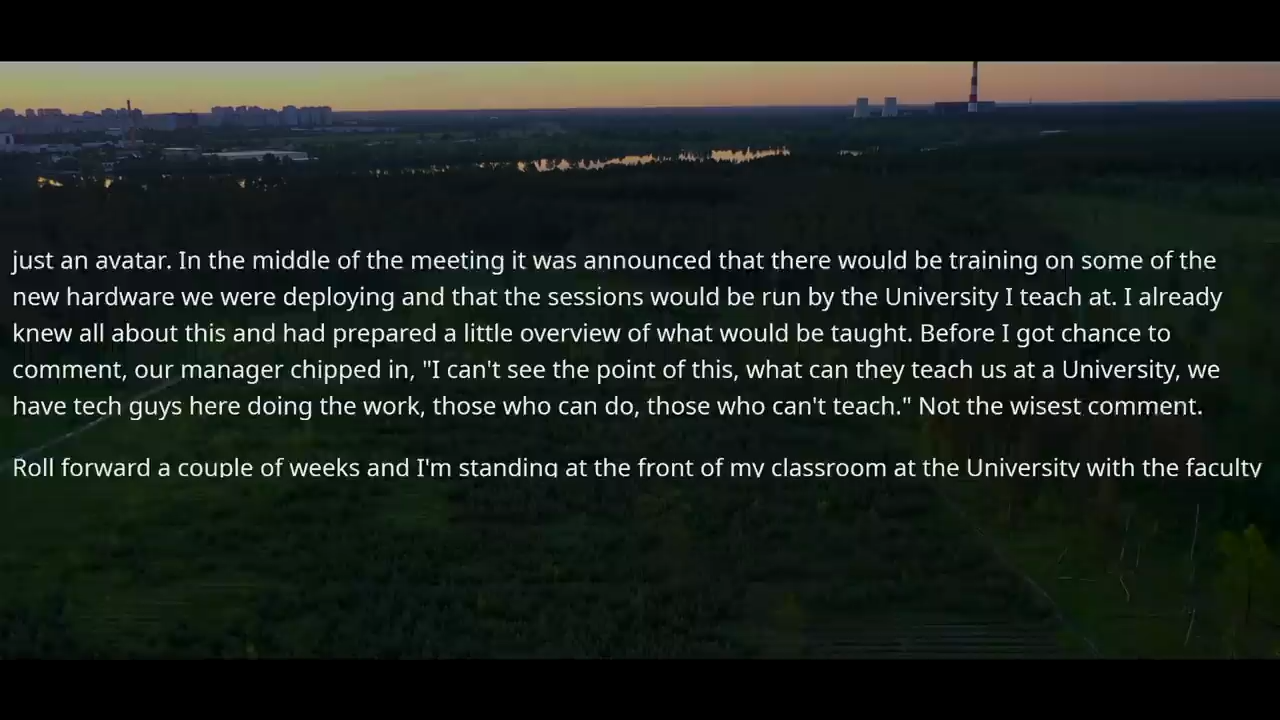 just an avatar. In the middle of the meeting it was announced that there would be training on some of the
new hardware we were deploying and that the sessions would be run by the University I teach at. I already
knew all about this and had prepared a little overview of what would be taught. Before I got chance to
comment, our manager chipped in, "I can't see the point of this, what can they teach us at a University, we
have tech guys here doing the work, those who can do, those who can't teach." Not the wisest comment.
Roll forward a couple of weeks and I'm standing at the front of my classroom at the University with the faculty